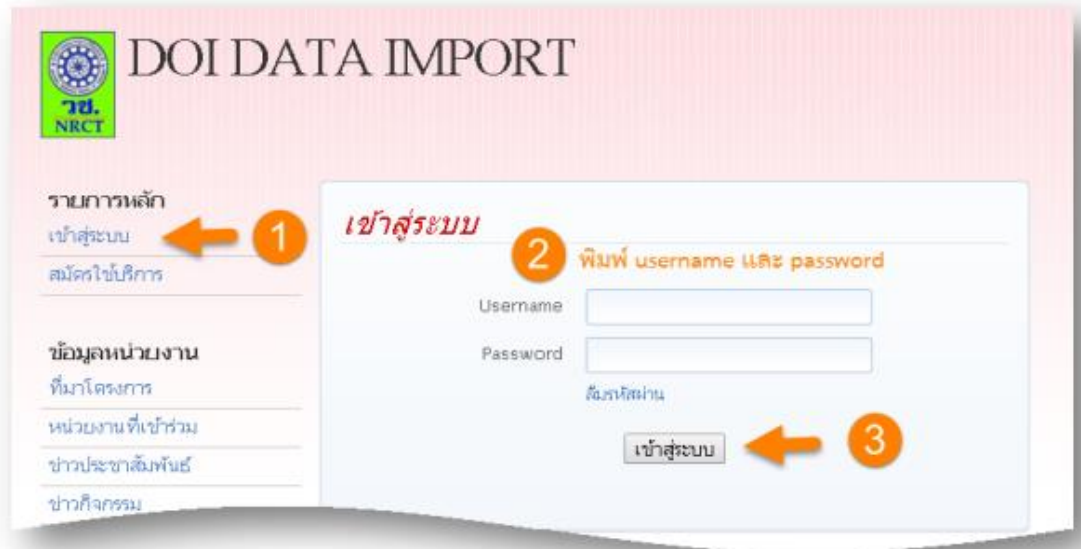 DOI DATA IMPORT
วช.
NRCT
รายการหลัก
เข้าสู่ระบบ
1
สมัครใช้บริการ
ข้อมูลหน่วยงาน
ที่มาโครงการ
หน่วยงานที่เข้าร่วม
ข่าวประชาสัมพันธ์
ข่าวกิจกรรม
เข้าสู่ระบบ
2 พิมพ์ username และ password
Username
Password
ลืมรหัสผ่าน
เข้าสู่ระบบ
3